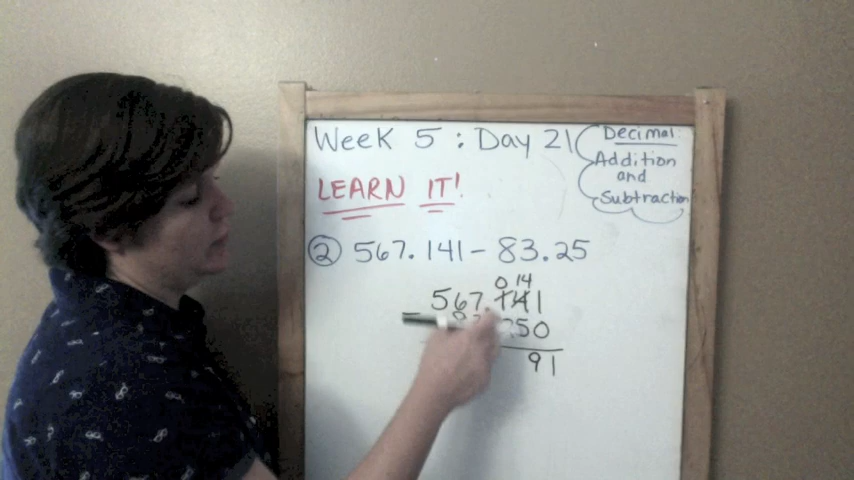 Week 5 : Day 21
Decimal
Addition
and
Subtraction
LEARN IT!
② 567.141 - 83.25
0 14
567.141
- 250
91